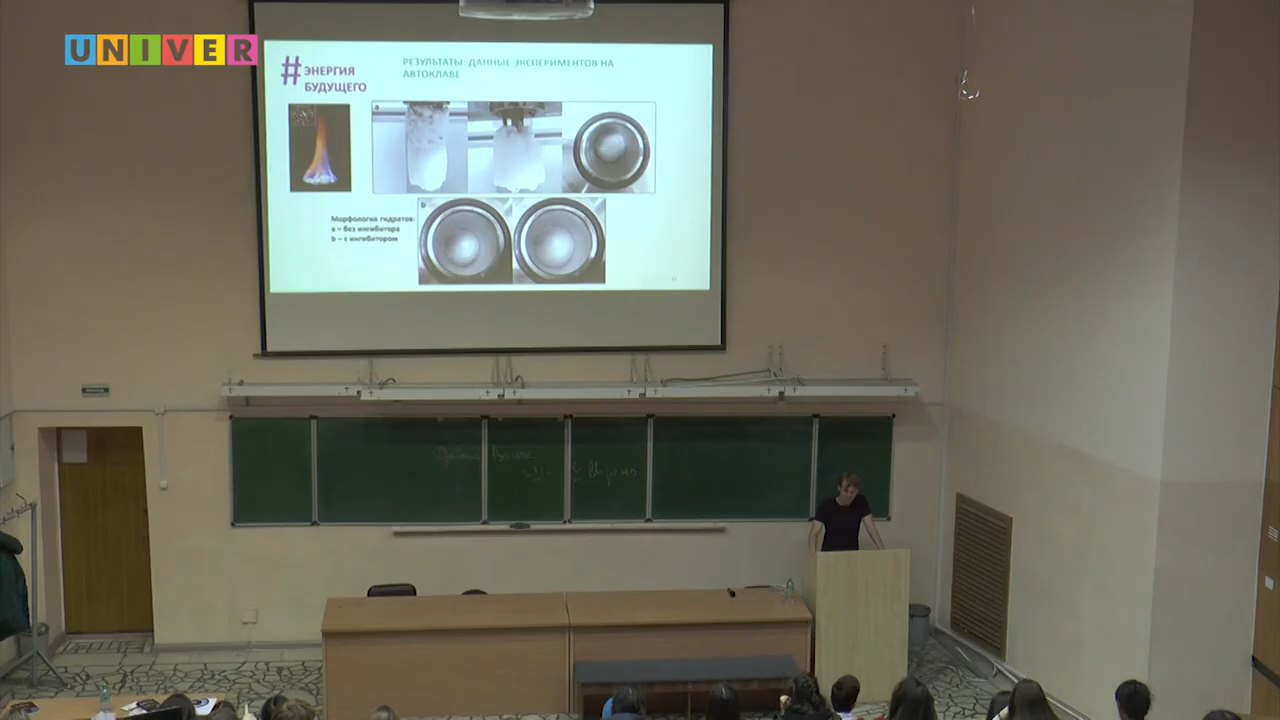 UNIVER
#ЭНЕРГИЯ
БУДУЩЕГО
РЕЗУЛЬТАТЫ: ДАННЫЕ ЭКСПЕРИМЕНТОВ НА
АВТОКЛАВЕ
a
Морфология гидратов:
a – без ингибитора
b – с ингибитором
b